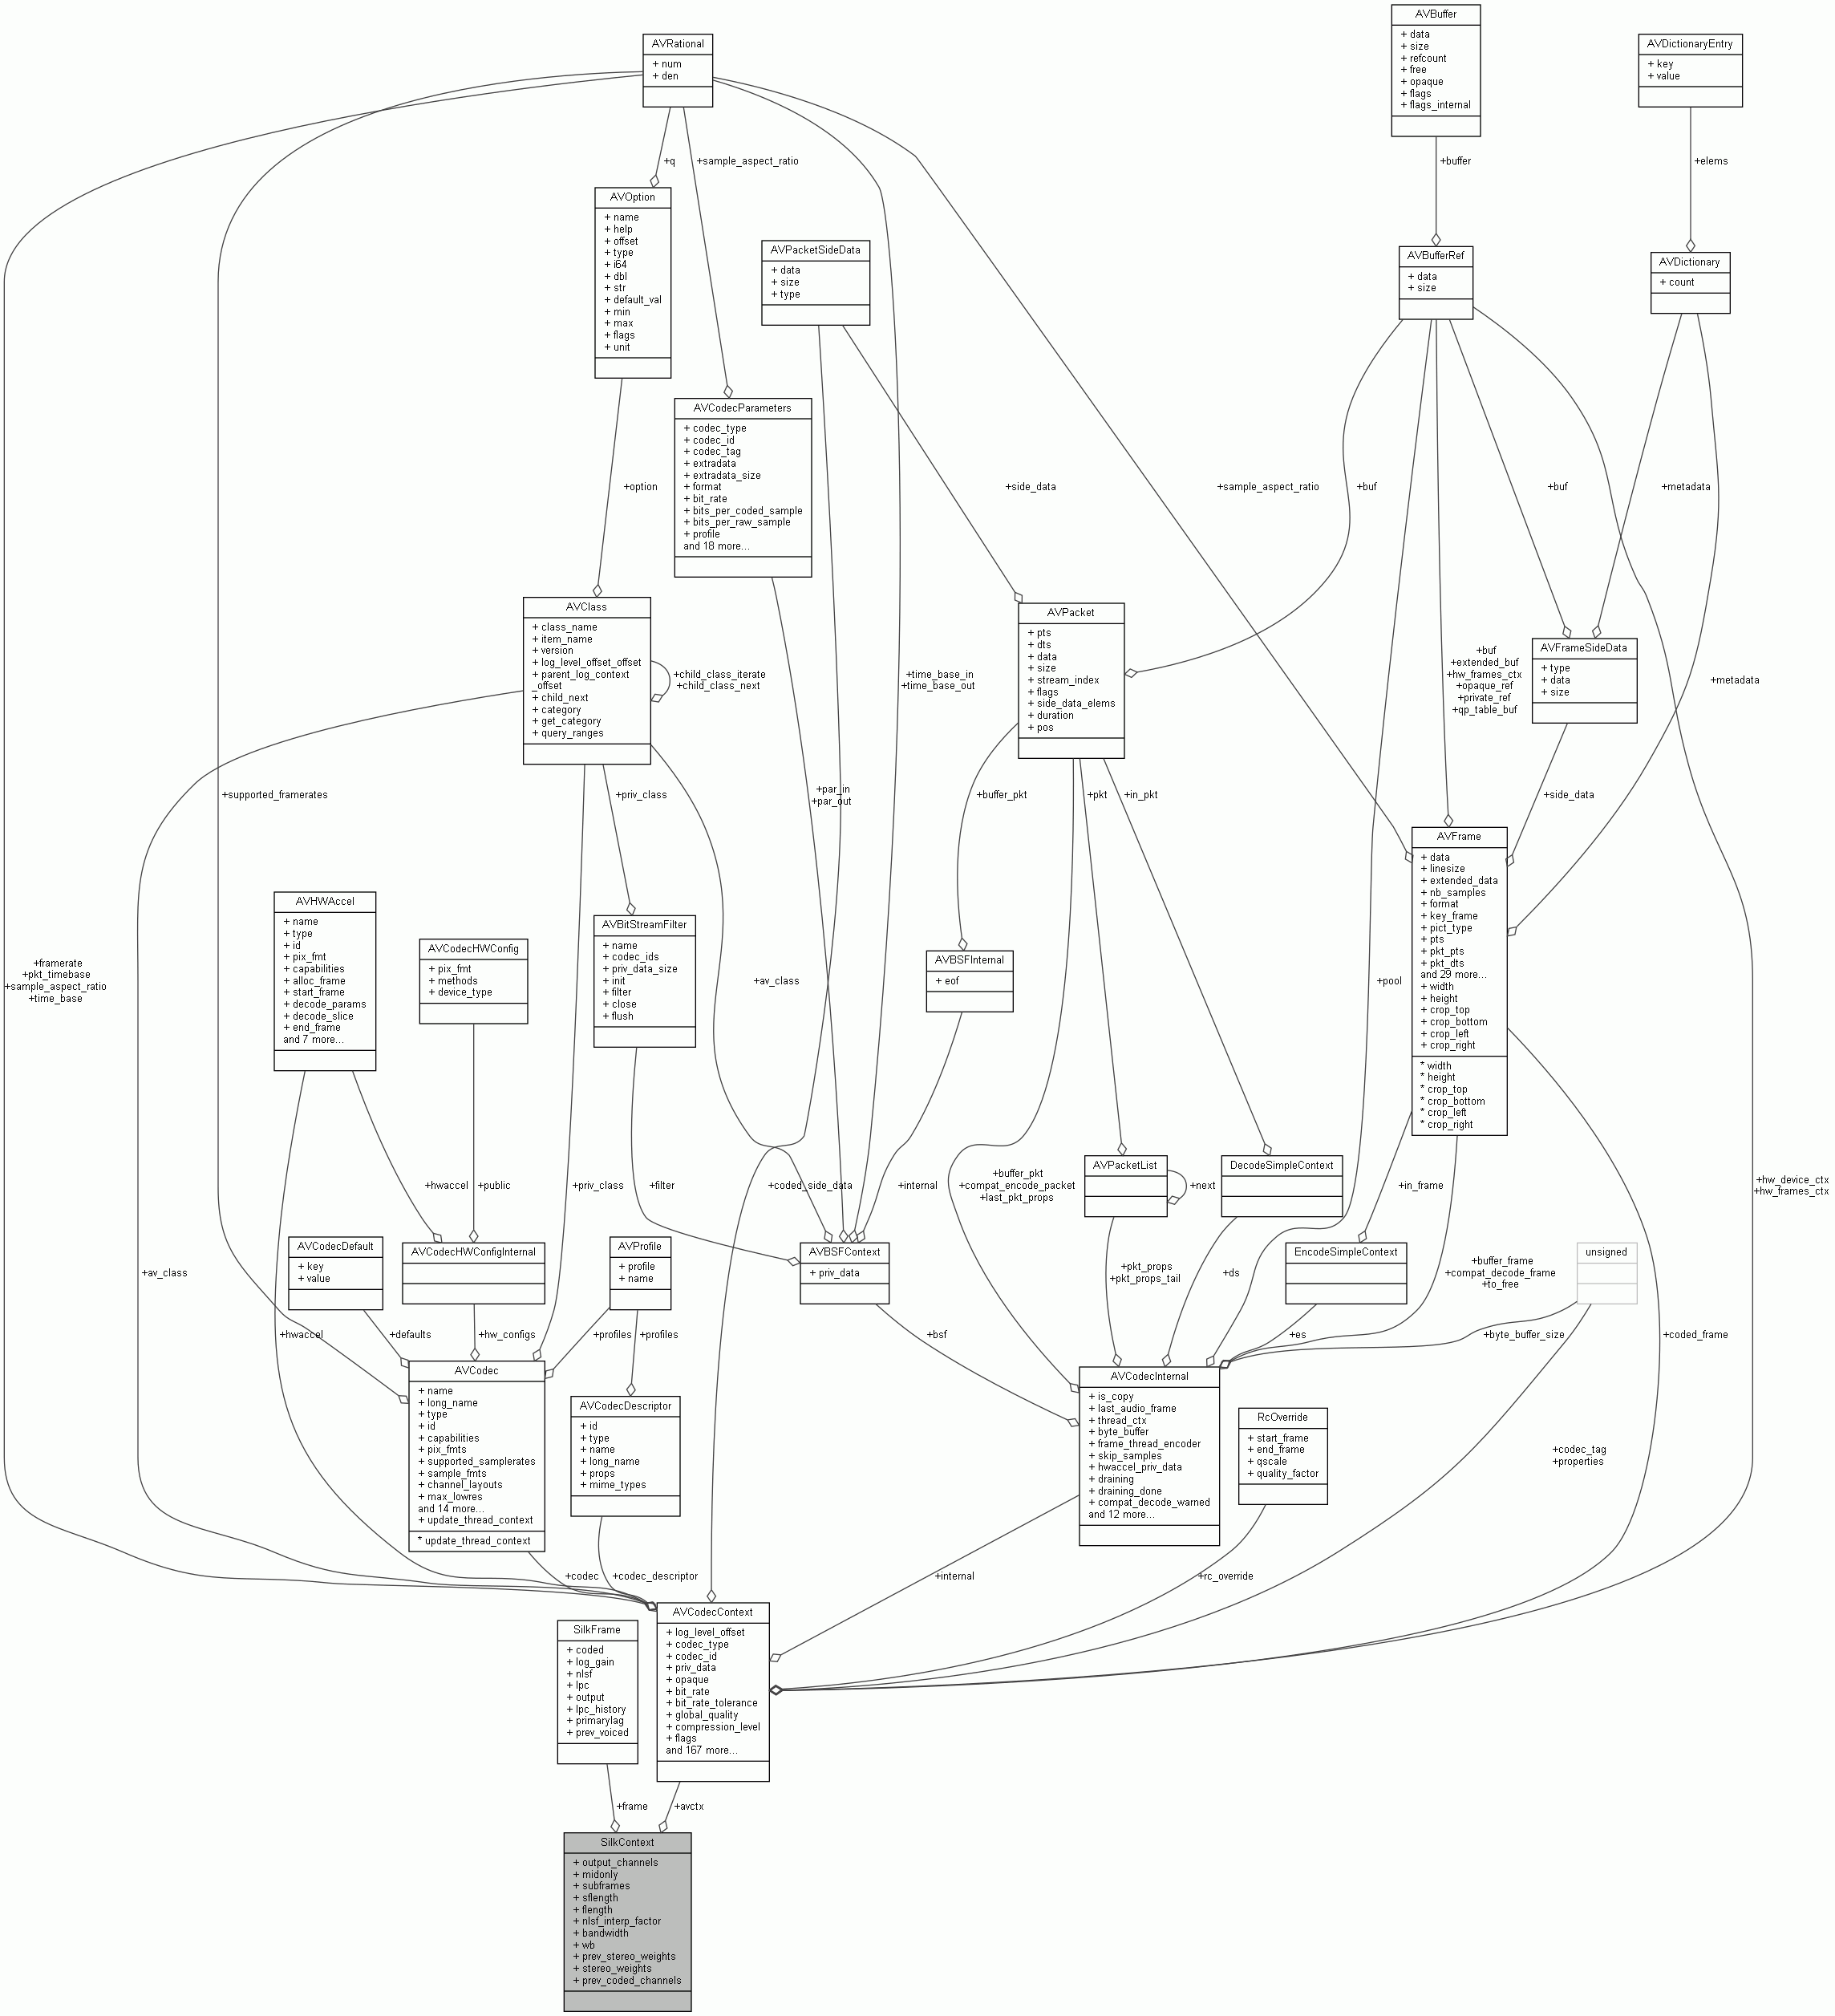 AVBuffer
+ data
+ size
+ refcount
+ free
+ opaque
+ flags
+ flags_internal
AVRational
+ num
+ den
AVDictionaryEntry
+ key
+ value
+q
+sample_aspect_ratio
+buffer
+elems
AVOption
+ name
+ help
+ offset
+ type
+ i64
+ dbl
+ str
+ default_val
+ min
+ max
+ flags
+ unit
AVPacketSideData
+ data
+ size
+ type
AVBufferRef
+ data
+ size
AVDictionary
+ count
AVCodecParameters
+ codec_type
+ codec_id
+ codec_tag
+ extradata
+ extradata_size
+ format
+ bit_rate
+ bits_per_coded_sample
+ bits_per_raw_sample
+ profile
and 18 more...
+option
+side_data
+sample_aspect_ratio
+buf
+buf
+metadata
AVClass
+ class_name
+ item_name
+ version
+ log_level_offset_offset
+ parent_log_context
_offset
+ child_next
+ category
+ get_category
+ query_ranges
+child_class_iterate
+child_class_next
+time_base_in
+time_base_out
AVPacket
+ pts
+ dts
+ data
+ size
+ stream_index
+ flags
+ side_data_elems
+ duration
+ pos
+buf
+extended_buf
+hw_frames_ctx
+opaque_ref
+private_ref
+qp_table_buf
AVFrameSideData
+ type
+ data
+ size
+metadata
+supported_framerates
+priv_class
+par_in
+par_out
+buffer_pkt
+pkt
+in_pkt
+side_data
AVFrame
+ data
+ linesize
+ extended_data
+ nb_samples
+ format
+ key_frame
+ pict_type
+ pts
+ pkt_pts
+ pkt_dts
and 29 more...
+ width
+ height
+ crop_top
+ crop_bottom
+ crop_left
+ crop_right
* width
* height
* crop_top
* crop_bottom
* crop_left
* crop_right
AVHWAccel
+ name
+ type
+ id
+ pix_fmt
+ capabilities
+ alloc_frame
+ start_frame
+ decode_params
+ decode_slice
+ end_frame
and 7 more...
AVCodecHWConfig
+ pix_fmt
+ methods
+ device_type
AVBitStreamFilter
+ name
+ codec_ids
+ priv_data_size
+ init
+ filter
+ close
+ flush
AVBSFInternal
+ eof
+framerate
+pkt_timebase
+sample_aspect_ratio
+time_base
+av_class
+pool
+hwaccel
+public
+priv_class
+filter
+coded_side_data
+internal
+buffer_pkt
+compat_encode_packet
+last_pkt_props
AVPacketList
+next
DecodeSimpleContext
+in_frame
+hw_device_ctx
+hw_frames_ctx
AVCodecDefault
+ key
+ value
AVCodecHWConfigInternal
AVProfile
+ profile
+ name
AVBSFContext
+ priv_data
+pkt_props
+pkt_props_tail
+ds
EncodeSimpleContext
+buffer_frame
+compat_decode_frame
+to_free
unsigned
+av_class
+hwaccel
+defaults
+hw_configs
+profiles
+profiles
+bsf
+es
+byte_buffer_size
+coded_frame
AVCodec
+ name
+ long_name
+ type
+ id
+ capabilities
+ pix_fmts
+ supported_samplerates
+ sample_fmts
+ channel_layouts
+ max_lowres
and 14 more...
+ update_thread_context
* update_thread_context
AVCodecDescriptor
+ id
+ type
+ name
+ long_name
+ props
+ mime_types
AVCodecInternal
+ is_copy
+ last_audio_frame
+ thread_ctx
+ byte_buffer
+ frame_thread_encoder
+ skip_samples
+ hwaccel_priv_data
+ draining
+ draining_done
+ compat_decode_warned
and 12 more...
RcOverride
+ start_frame
+ end_frame
+ qscale
+ quality_factor
+codec_tag
+properties
+codec
+codec_descriptor
+internal
+rc_override
SilkFrame
+ coded
+ log_gain
+ nlsf
+ lpc
+ output
+ lpc_history
+ primarylag
+ prev_voiced
AVCodecContext
+ log_level_offset
+ codec_type
+ codec_id
+ priv_data
+ opaque
+ bit_rate
+ bit_rate_tolerance
+ global_quality
+ compression_level
+ flags
and 167 more...
+frame
+avctx
SilkContext
+ output_channels
+ midonly
+ subframes
+ sflength
+ flength
+ nlsf_interp_factor
+ bandwidth
+ wb
+ prev_stereo_weights
+ stereo_weights
+ prev_coded_channels